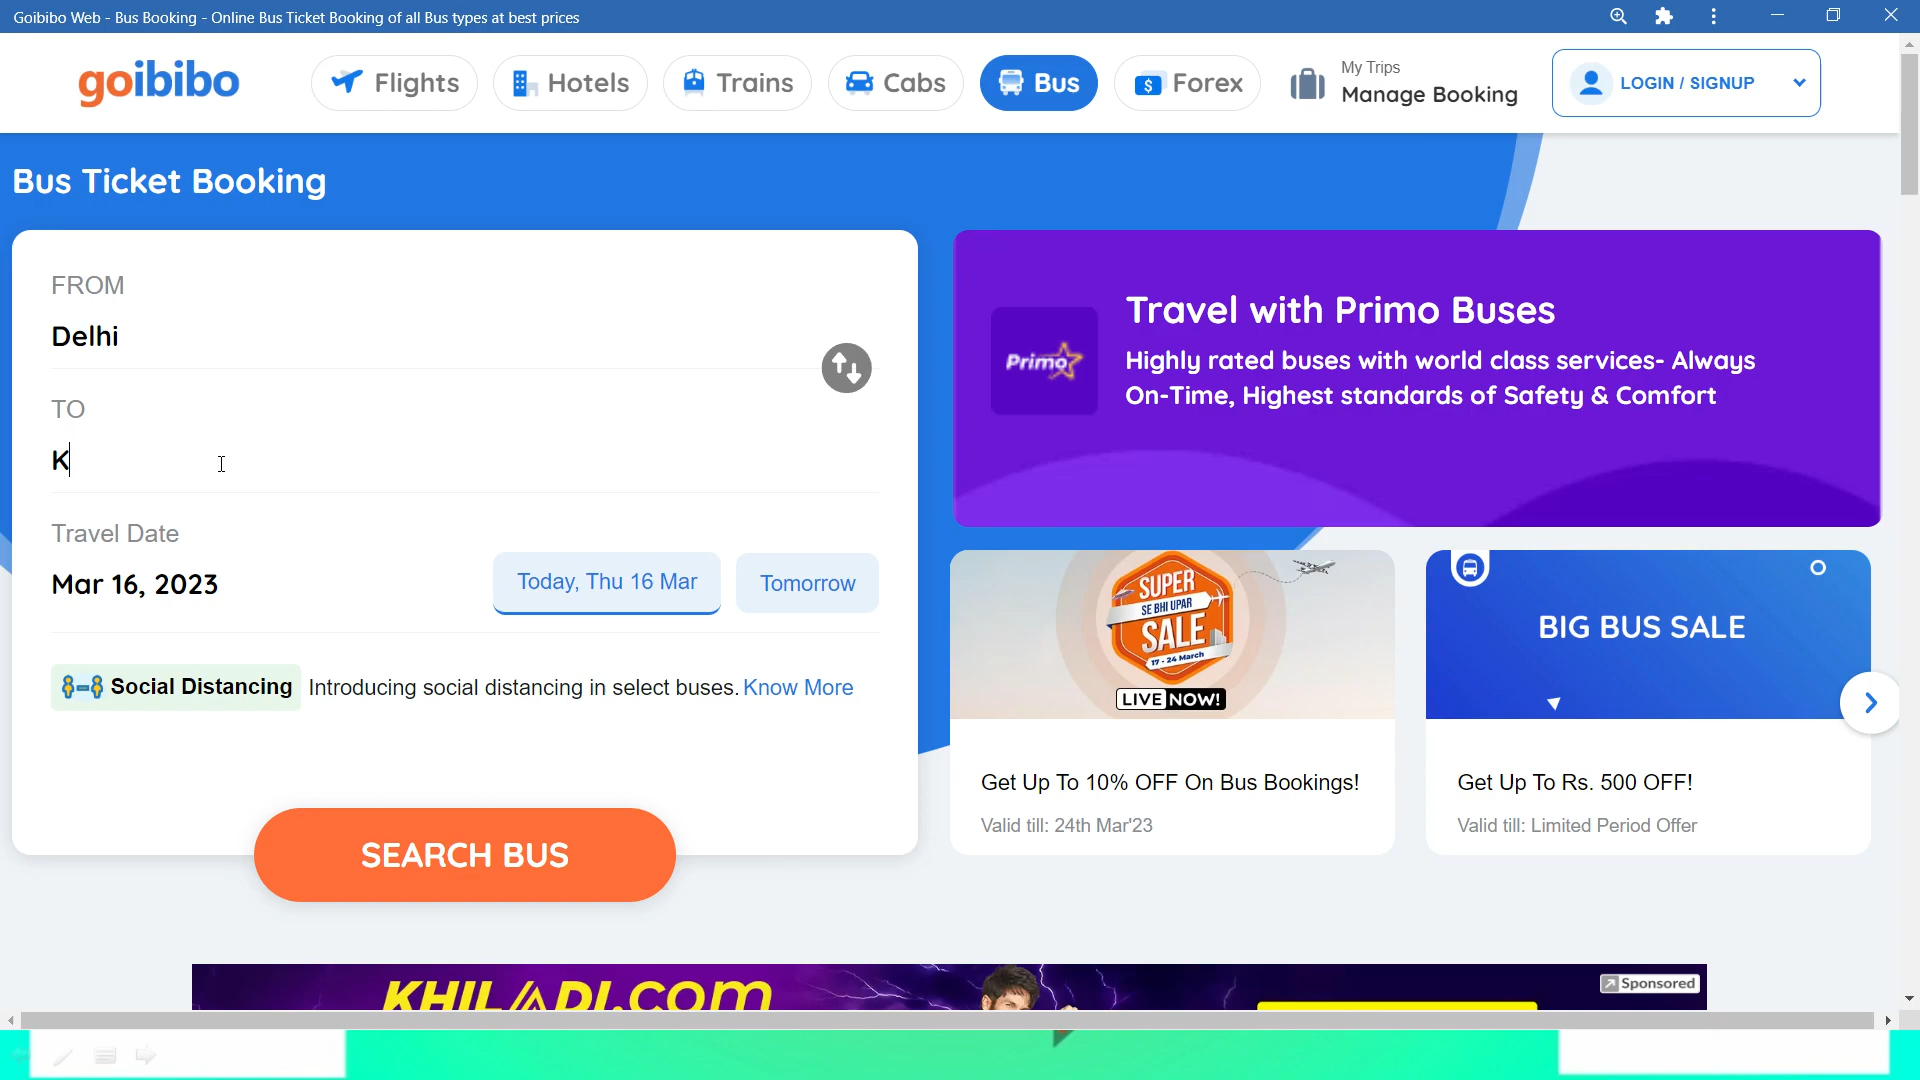 Goibibo Web - Bus Booking - Online Bus Ticket Booking of all Bus types at best prices
goibibo
Flights
Hotels
Trains
Cabs
Bus
$ Forex
My Trips
Manage Booking
LOGIN / SIGNUP
Bus Ticket Booking
FROM
Delhi
TO
K
Travel Date
Mar 16, 2023
Today, Thu 16 Mar
Tomorrow
Social Distancing Introducing social distancing in select buses. Know More
SEARCH BUS
Primo
Travel with Primo Buses
Highly rated buses with world class services- Always
On-Time, Highest standards of Safety & Comfort
SUPER
SE BHI UPAR
SALE
17 - 24 March
LIVE NOW!
Get Up To 10% OFF On Bus Bookings!
Valid till: 24th Mar'23
BIG BUS SALE
Get Up To Rs. 500 OFF!
Valid till: Limited Period Offer
KHILADI.com
Sponsored